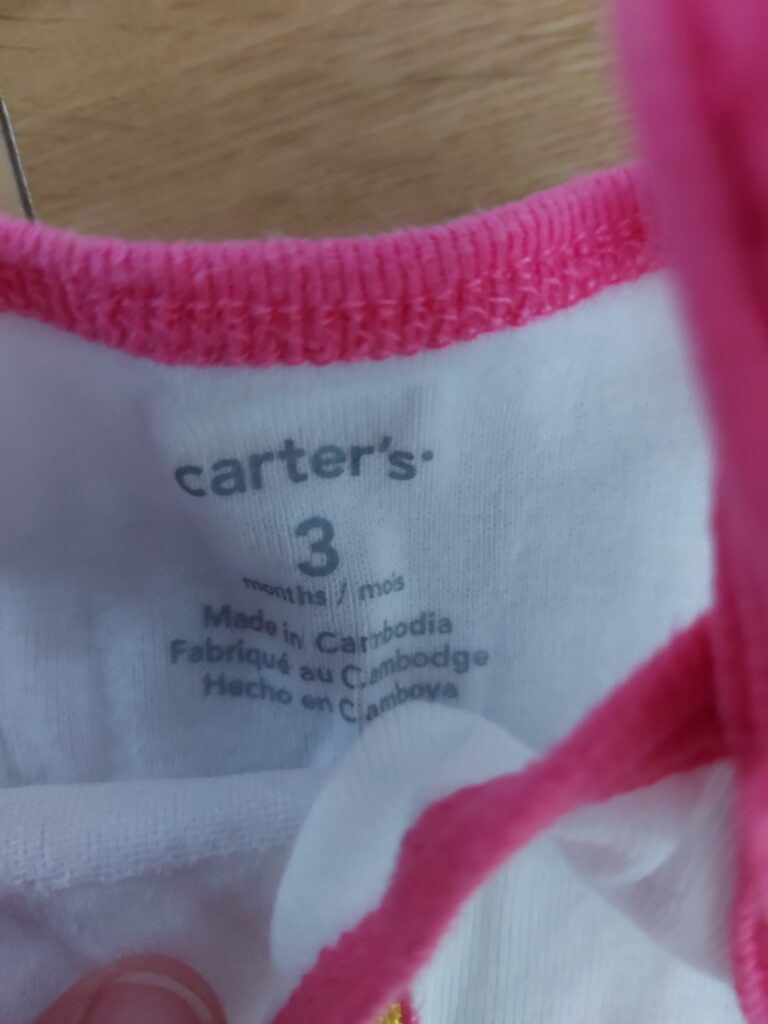 carter's
3
months / mois
Made in Cambodia
Fabriqué au Cambodge
Hecho en Camboya